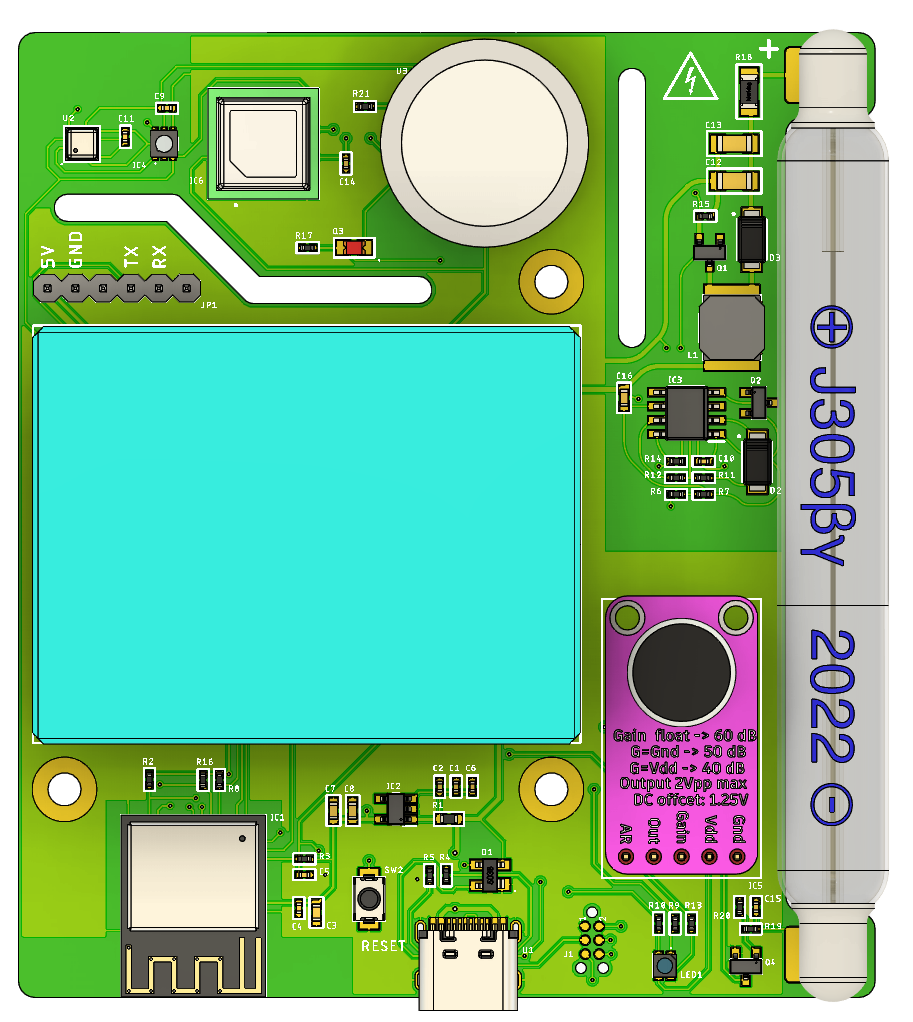 U3
R18
+
R21
C9
U2
C11
C13
IC4
C12
IC6
C14
R15
R17
Q3
5V
GND
TX
RX
D3
Q1
JP1
⊕ J305βγ
L1
C16
IC3
Q2
R14
C10
R12
R11
R6
R7
D2
2022 ⊖
Gain float -> 60 dB
G=Gnd -> 50 dB
G=Vdd -> 40 dB
Output 2Vpp max
DC offcet: 1.25V
AR
Out
Gain
Vdd
Gnd
R2
R16
R8
C7
C8
IC2
C2
C1
C6
R1
IC1
R3
C5
SW2
D1
R5
R4
C4
C3
RESET
J1
R10
R9
R13
LED1
IC5
C15
R20
R19
Q4